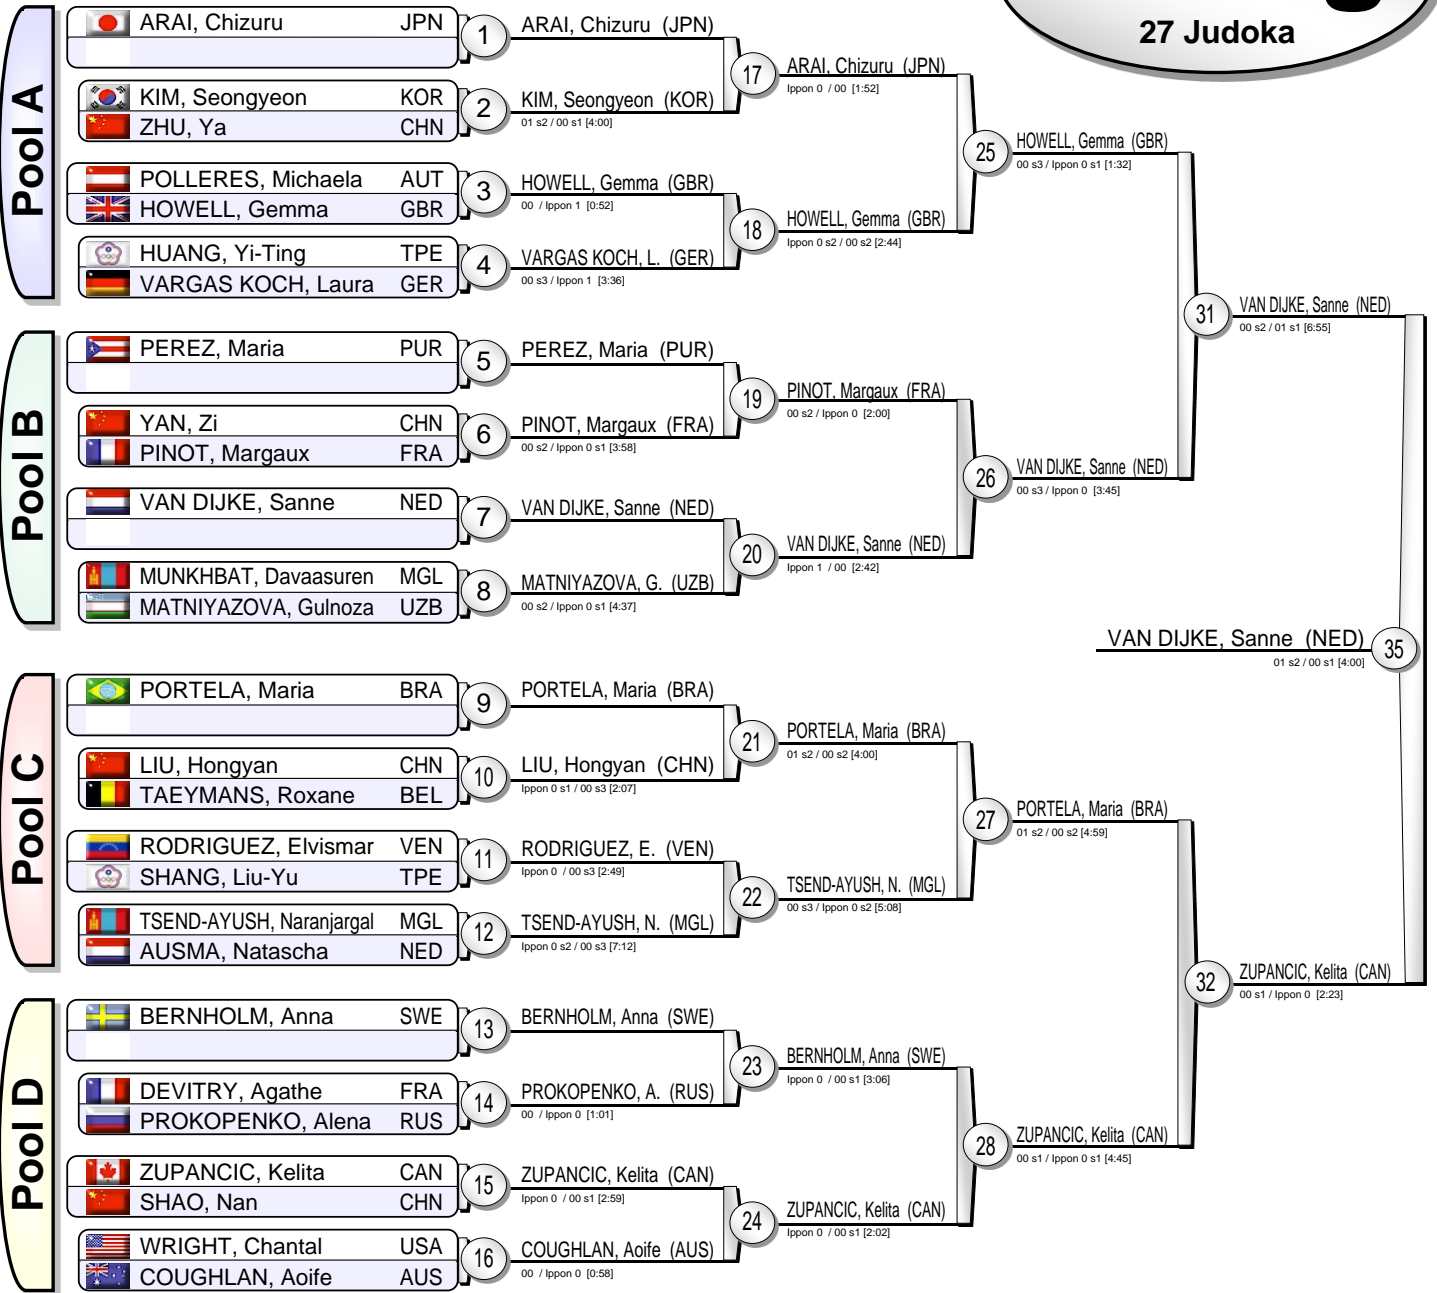 27 Judoka
Pool A
ARAI, Chizuru JPN
1
KIM, Seongyeon KOR
ZHU, Ya CHN
2
POLLERES, Michaela AUT
HOWELL, Gemma GBR
3
HUANG, Yi-Ting TPE
VARGAS KOCH, Laura GER
4
Pool B
PEREZ, Maria PUR
5
YAN, Zi CHN
PINOT, Margaux FRA
6
VAN DIJKE, Sanne NED
7
MUNKHBAT, Davaasuren MGL
MATNIYAZOVA, Gulnoza UZB
8
Pool C
PORTELA, Maria BRA
9
LIU, Hongyan CHN
TAEYMANS, Roxane BEL
10
RODRIGUEZ, Elvismar VEN
SHANG, Liu-Yu TPE
11
TSEND-AYUSH, Naranjargal MGL
AUSMA, Natascha NED
12
Pool D
BERNHOLM, Anna SWE
13
DEVITRY, Agathe FRA
PROKOPENKO, Alena RUS
14
ZUPANCIC, Kelita CAN
SHAO, Nan CHN
15
WRIGHT, Chantal USA
COUGHLAN, Aoife AUS
16
ARAI, Chizuru (JPN)
KIM, Seongyeon (KOR)
01 s2 / 00 s1 [4:00]
17
HOWELL, Gemma (GBR)
00 / Ippon 1 [0:52]
VARGAS KOCH, L. (GER)
00 s3 / Ippon 1 [3:36]
18
PEREZ, Maria (PUR)
PINOT, Margaux (FRA)
00 s2 / Ippon 0 s1 [3:58]
19
VAN DIJKE, Sanne (NED)
MATNIYAZOVA, G. (UZB)
00 s2 / Ippon 0 s1 [4:37]
20
PORTELA, Maria (BRA)
LIU, Hongyan (CHN)
Ippon 0 s1 / 00 s3 [2:07]
21
RODRIGUEZ, E. (VEN)
Ippon 0 / 00 s3 [2:49]
TSEND-AYUSH, N. (MGL)
Ippon 0 s2 / 00 s3 [7:12]
22
BERNHOLM, Anna (SWE)
PROKOPENKO, A. (RUS)
00 / Ippon 0 [1:01]
23
ZUPANCIC, Kelita (CAN)
Ippon 0 / 00 s1 [2:59]
COUGHLAN, Aoife (AUS)
00 / Ippon 0 [0:58]
24
ARAI, Chizuru (JPN)
Ippon 0 / 00 [1:52]
HOWELL, Gemma (GBR)
Ippon 0 s2 / 00 s2 [2:44]
25
PINOT, Margaux (FRA)
00 s2 / Ippon 0 [2:00]
VAN DIJKE, Sanne (NED)
Ippon 1 / 00 [2:42]
26
PORTELA, Maria (BRA)
01 s2 / 00 s2 [4:00]
TSEND-AYUSH, N. (MGL)
00 s3 / Ippon 0 s2 [5:08]
27
BERNHOLM, Anna (SWE)
Ippon 0 / 00 s1 [3:06]
ZUPANCIC, Kelita (CAN)
Ippon 0 / 00 s1 [2:02]
28
HOWELL, Gemma (GBR)
00 s3 / Ippon 0 s1 [1:32]
VAN DIJKE, Sanne (NED)
00 s3 / Ippon 0 [3:45]
31
PORTELA, Maria (BRA)
01 s2 / 00 s2 [4:59]
ZUPANCIC, Kelita (CAN)
00 s1 / Ippon 0 s1 [4:45]
32
VAN DIJKE, Sanne (NED)
00 s2 / 01 s1 [6:55]
ZUPANCIC, Kelita (CAN)
00 s1 / Ippon 0 [2:23]
VAN DIJKE, Sanne (NED)
01 s2 / 00 s1 [4:00]
35